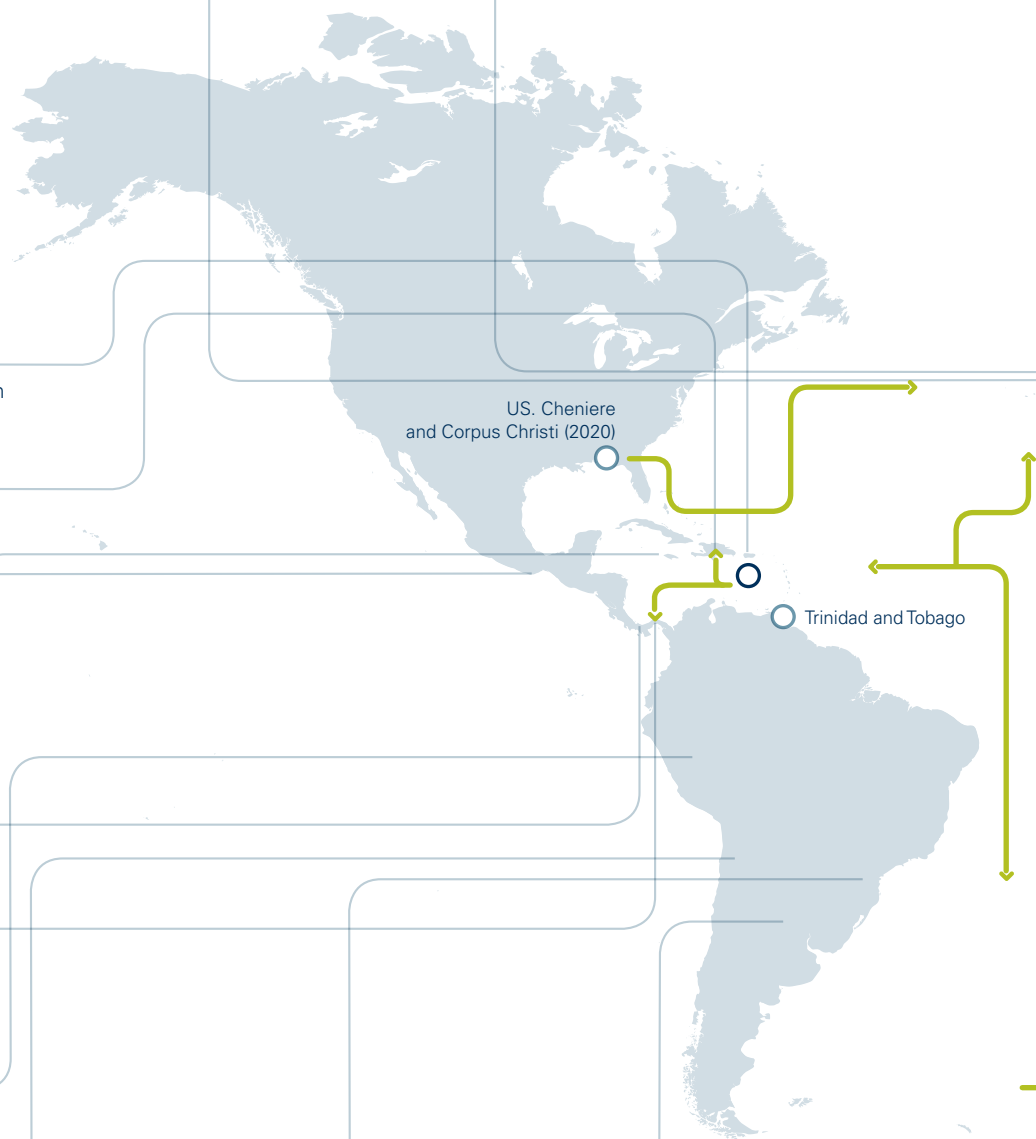 n
US. Cheniere
and Corpus Christi (2020)
Trinidad and Tobago